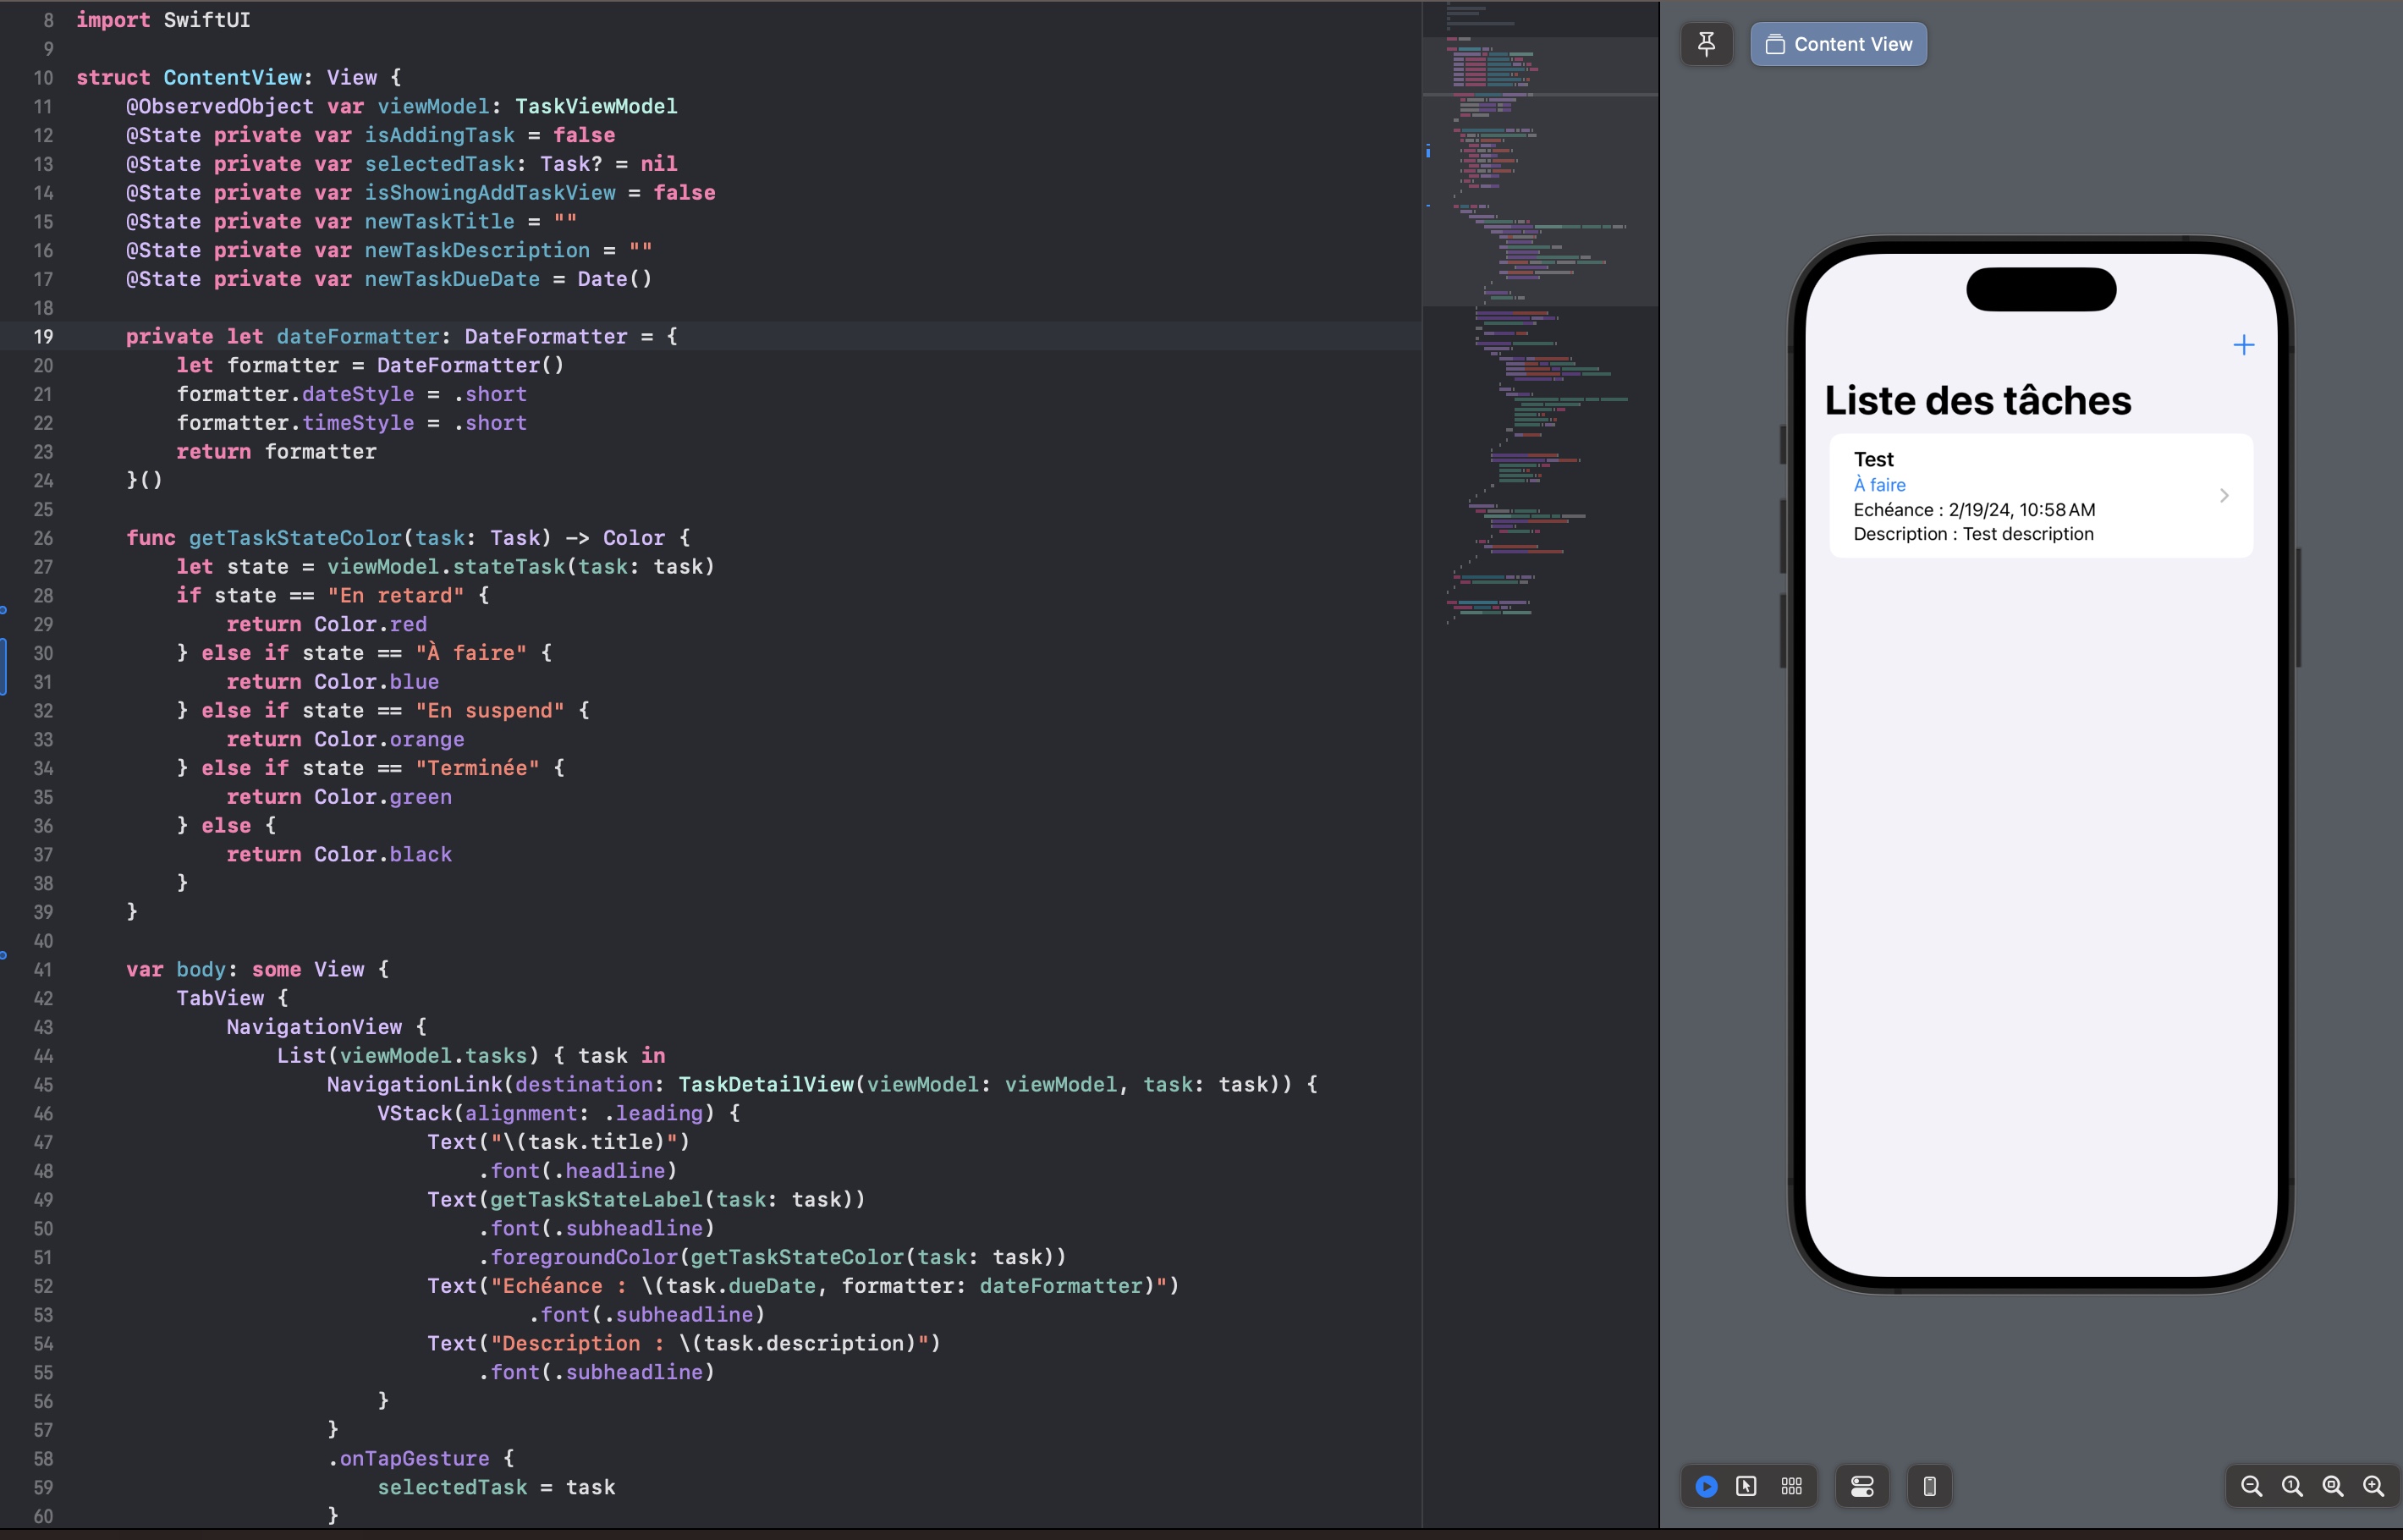 8 import SwiftUI
9
10 struct ContentView: View {
11     @ObservedObject var viewModel: TaskViewModel
12     @State private var isAddingTask = false
13     @State private var selectedTask: Task? = nil
14     @State private var isShowingAddTaskView = false
15     @State private var newTaskTitle = ""
16     @State private var newTaskDescription = ""
17     @State private var newTaskDueDate = Date()
18
19     private let dateFormatter: DateFormatter = {
20         let formatter = DateFormatter()
21         formatter.dateStyle = .short
22         formatter.timeStyle = .short
23         return formatter
24     }()
25
26     func getTaskStateColor(task: Task) -> Color {
27         let state = viewModel.stateTask(task: task)
28         if state == "En retard" {
29             return Color.red
30         } else if state == "À faire" {
31             return Color.blue
32         } else if state == "En suspend" {
33             return Color.orange
34         } else if state == "Terminée" {
35             return Color.green
36         } else {
37             return Color.black
38         }
39     }
40
41     var body: some View {
42         TabView {
43             NavigationView {
44                 List(viewModel.tasks) { task in
45                     NavigationLink(destination: TaskDetailView(viewModel: viewModel, task: task)) {
46                         VStack(alignment: .leading) {
47                             Text("\(task.title)")
48                                 .font(.headline)
49                             Text(getTaskStateLabel(task: task))
50                                 .font(.subheadline)
51                                 .foregroundColor(getTaskStateColor(task: task))
52                             Text("Echéance : \(task.dueDate, formatter: dateFormatter)")
53                                     .font(.subheadline)
54                             Text("Description : \(task.description)")
55                                 .font(.subheadline)
56                         }
57                     }
58                     .onTapGesture {
59                         selectedTask = task
60                     }
Content View
Liste des tâches
Test
À faire
Echéance : 2/19/24, 10:58 AM
Description : Test description